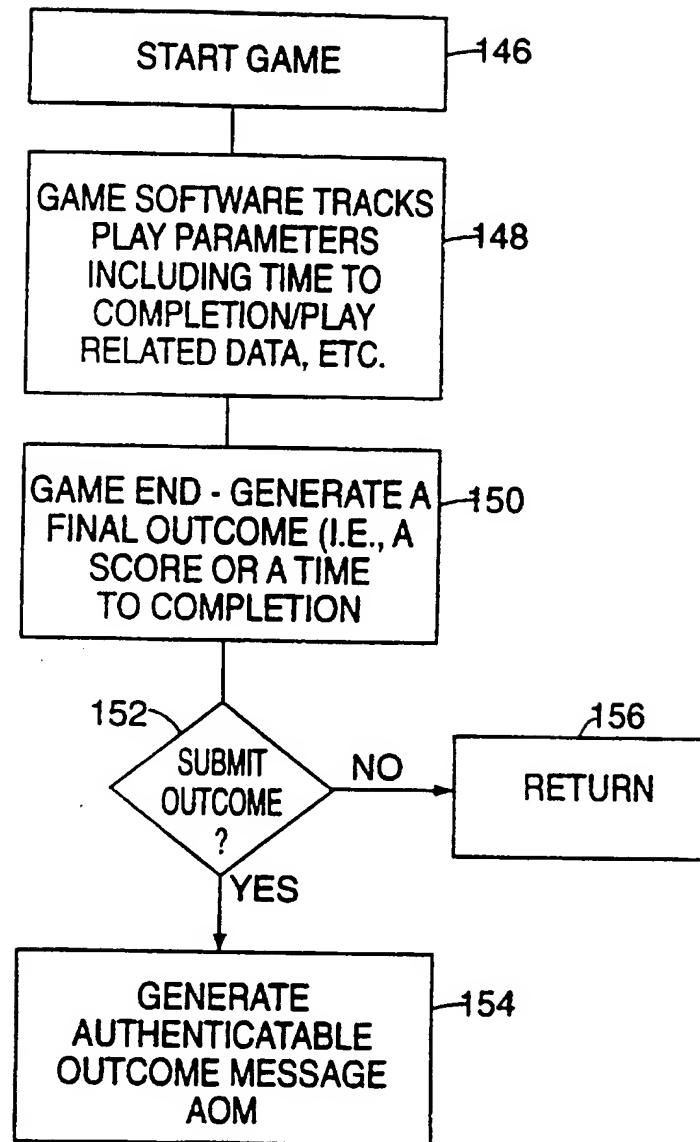 START GAME
146
GAME SOFTWARE TRACKS
PLAY PARAMETERS
INCLUDING TIME TO
COMPLETION/PLAY
RELATED DATA, ETC.
148
GAME END - GENERATE A
FINAL OUTCOME (I.E., A
SCORE OR A TIME
TO COMPLETION
150
152
SUBMIT
OUTCOME
?
NO
156
RETURN
YES
GENERATE
AUTHENTICATABLE
OUTCOME MESSAGE
AOM
154